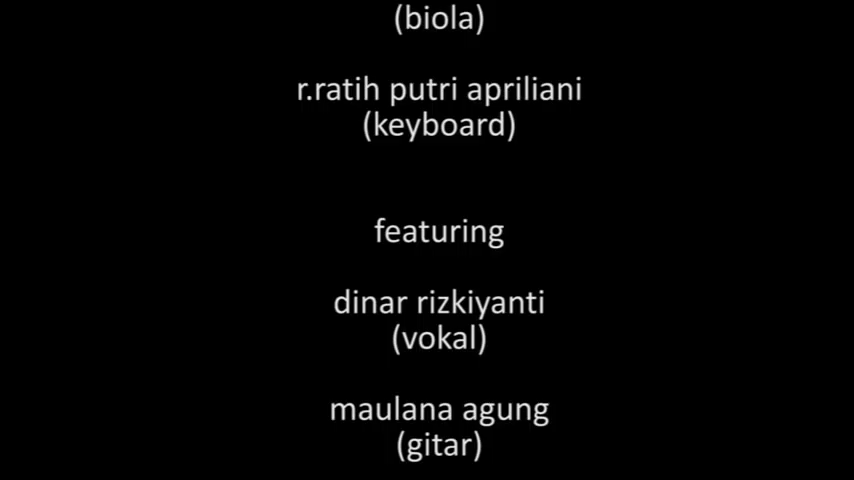 (biola)
r.ratih putri apriliani
(keyboard)
featuring
dinar rizkiyanti
(vokal)
maulana agung
(gitar)